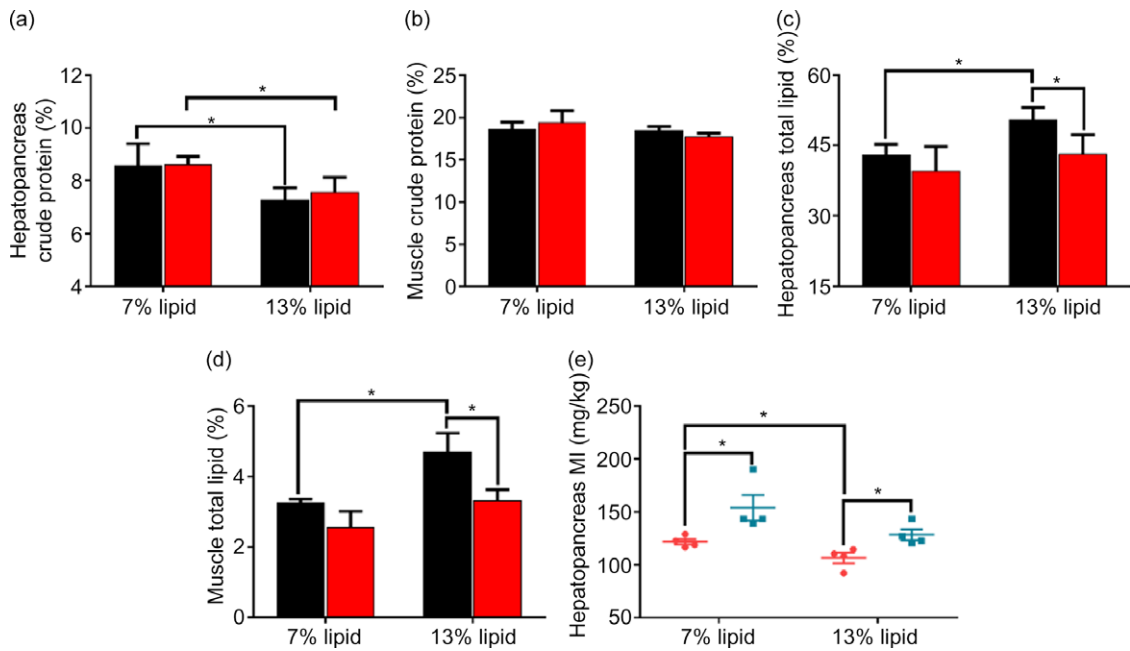 (a)
Hepatopancreas
crude protein (%)
12
10
8
6
4
*
*
7% lipid
13% lipid
(b)
Muscle crude protein (%)
25
20
15
10
5
0
7% lipid
13% lipid
(c)
Hepatopancreas total lipid (%)
60
45
30
15
*
*
7% lipid
13% lipid
(d)
Muscle total lipid (%)
6
4
2
0
*
*
7% lipid
13% lipid
(e)
Hepatopancreas MI (mg/kg)
250
200
150
100
50
*
*
*
7% lipid
13% lipid